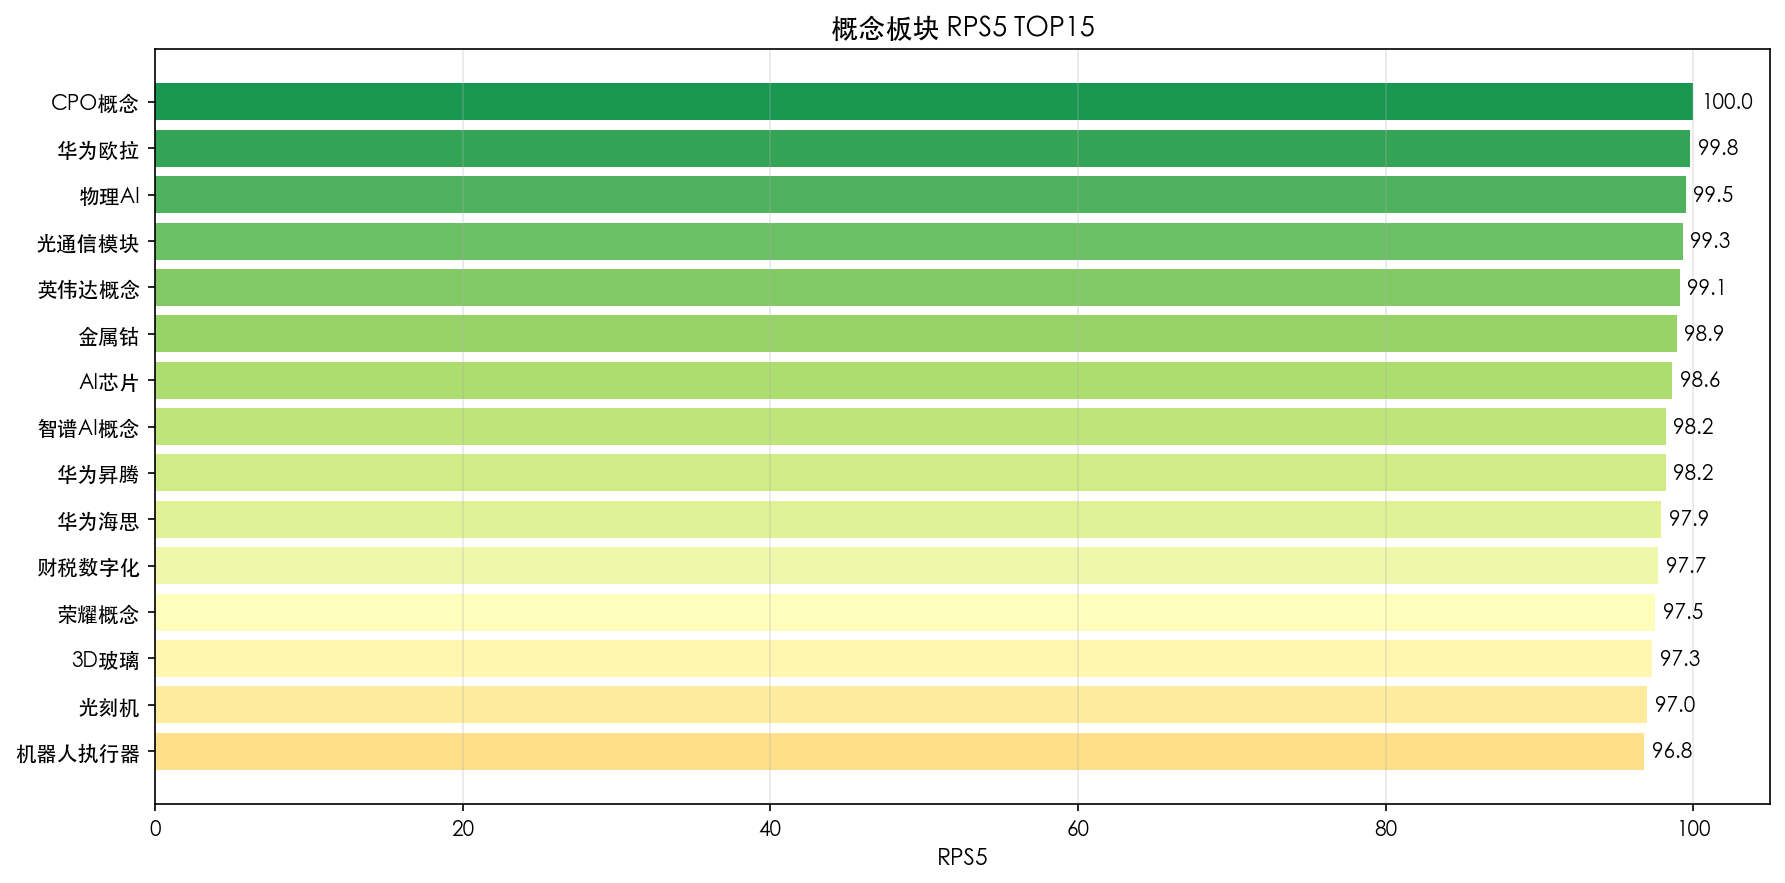 概念板块 RPS5 TOP15
CPO概念 100.0
华为欧拉 99.8
物理AI 99.5
光通信模块 99.3
英伟达概念 99.1
金属钴 98.9
AI芯片 98.6
智谱AI概念 98.2
华为昇腾 98.2
华为海思 97.9
财税数字化 97.7
荣耀概念 97.5
3D玻璃 97.3
光刻机 97.0
机器人执行器 96.8
0 20 40 60 80 100
RPS5